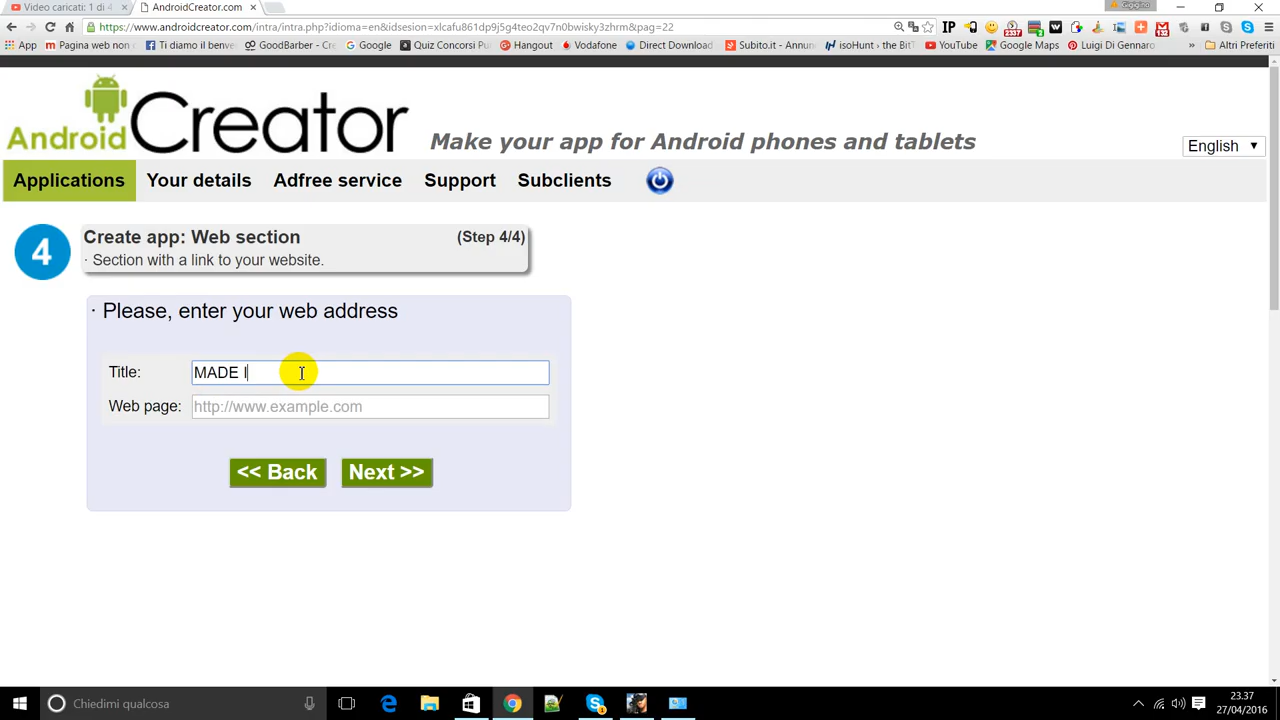 Video caricati: 1 di 4
AndroidCreator.com
Gigigino
https://www.androidcreator.com/intra/intra.php?idioma=en&idsesion=xlcafu861dp9j5g4teo2qv7n0bwisky3zhrm&pag=22
App Pagina web non Ti diamo il benve GoodBarber - Cre Google Quiz Concorsi Pu Hangout Vodafone Direct Download Subito.it - Annun isoHunt › the BitT YouTube Google Maps Luigi Di Gennaro » Altri Preferiti
Android Creator
Make your app for Android phones and tablets
English
Applications Your details Adfree service Support Subclients
4
Create app: Web section (Step 4/4)
· Section with a link to your website.
· Please, enter your web address
Title: MADE I
Web page: http://www.example.com
<< Back Next >>
Chiedimi qualcosa
23.37
27/04/2016